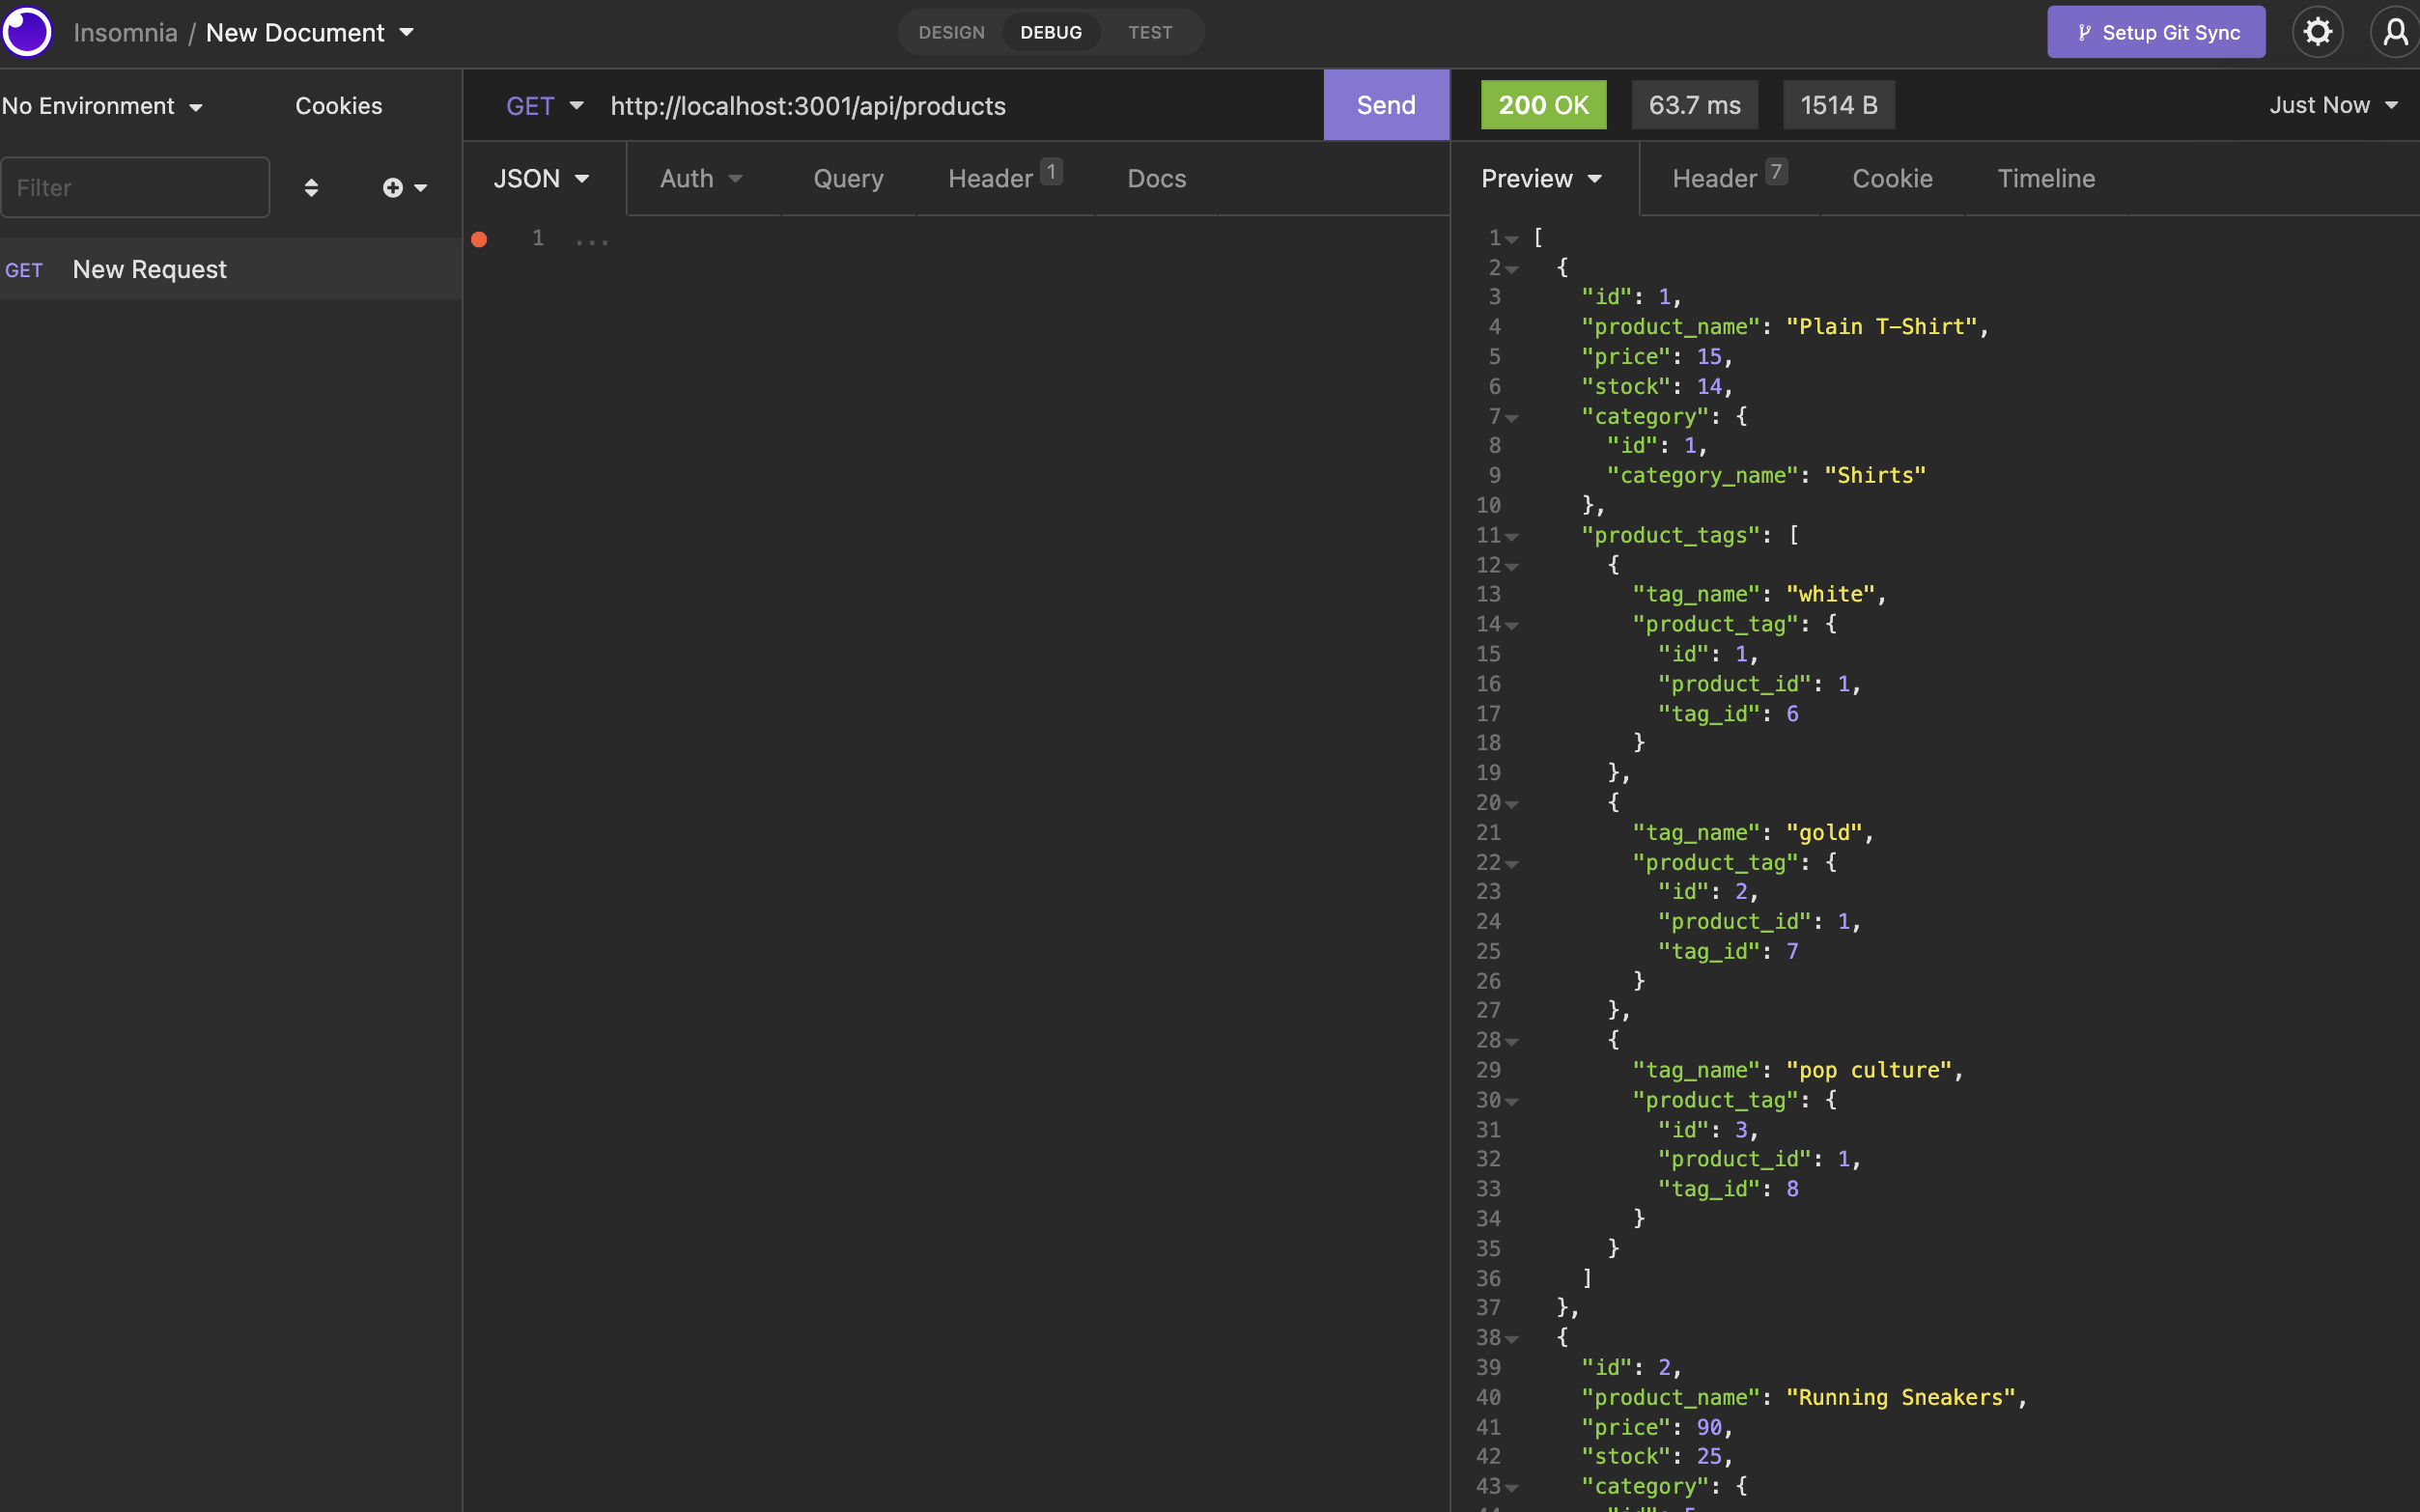 Insomnia / New Document
DESIGN DEBUG TEST
Setup Git Sync
No Environment
Cookies
GET http://localhost:3001/api/products
Send
200 OK
63.7 ms
1514 B
Just Now
Filter
JSON
Auth
Query
Header 1
Docs
Preview
Header 7
Cookie
Timeline
GET New Request
1 ...
1 [
2 {
3 "id": 1,
4 "product_name": "Plain T-Shirt",
5 "price": 15,
6 "stock": 14,
7 "category": {
8 "id": 1,
9 "category_name": "Shirts"
10 },
11 "product_tags": [
12 {
13 "tag_name": "white",
14 "product_tag": {
15 "id": 1,
16 "product_id": 1,
17 "tag_id": 6
18 }
19 },
20 {
21 "tag_name": "gold",
22 "product_tag": {
23 "id": 2,
24 "product_id": 1,
25 "tag_id": 7
26 }
27 },
28 {
29 "tag_name": "pop culture",
30 "product_tag": {
31 "id": 3,
32 "product_id": 1,
33 "tag_id": 8
34 }
35 }
36 ]
37 },
38 {
39 "id": 2,
40 "product_name": "Running Sneakers",
41 "price": 90,
42 "stock": 25,
43 "category": {